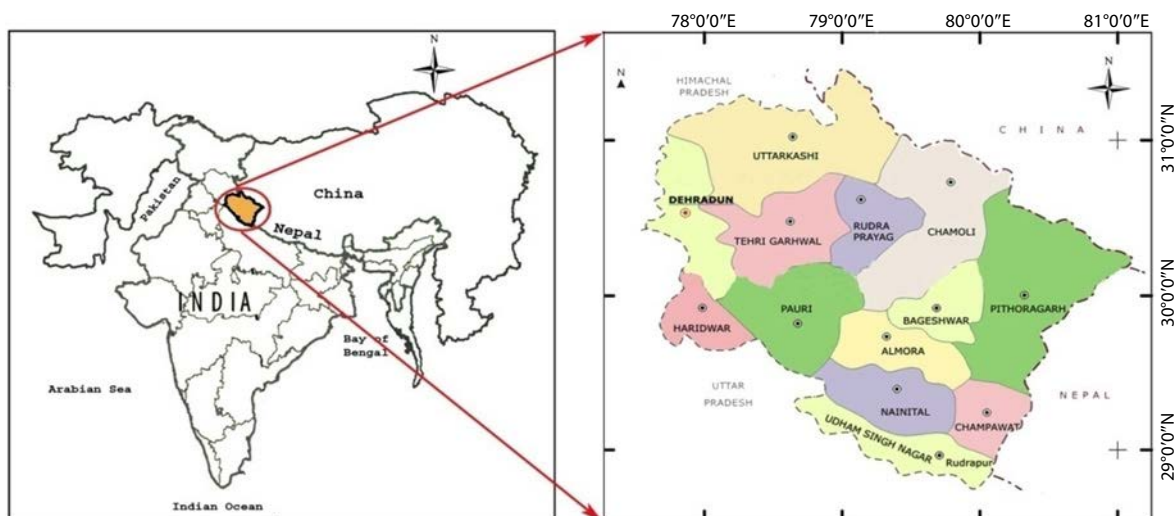 N
Pakistan
China
Nepal
INDIA
Bay of
Bengal
Arabian Sea
Indian Ocean
78°0′0″E 79°0′0″E 80°0′0″E 81°0′0″E
N
N
HIMACHAL
PRADESH
CHINA
31°0′0″N
UTTARKASHI
DEHRADUN
TEHRI GARHWAL
RUDRA
PRAYAG
CHAMOLI
30°0′0″N
HARIDWAR
PAURI
BAGESHWAR
PITHORAGARH
ALMORA
UTTAR
PRADESH
NEPAL
NAINITAL
CHAMPAWAT
UDHAM SINGH NAGAR
Rudrapur
29°0′0″N